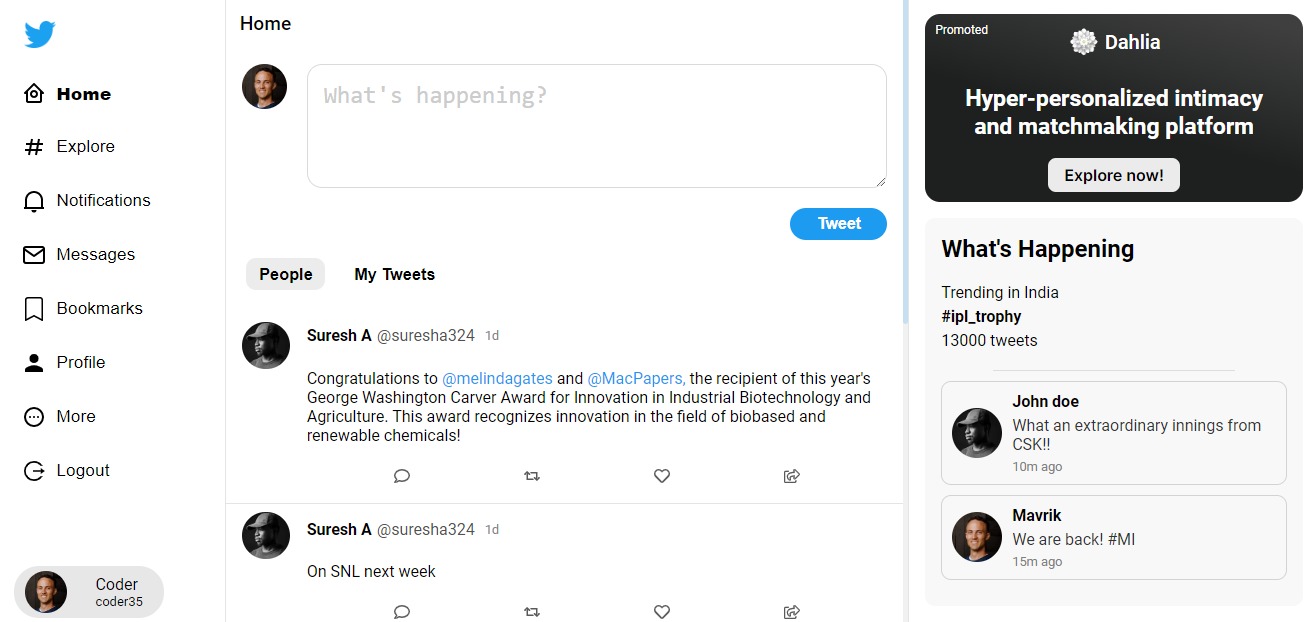 Home
Explore
Notifications
Messages
Bookmarks
Profile
More
Logout
Coder
coder35
Home
What's happening?
Tweet
People
My Tweets
Suresh A @suresha324 1d
Congratulations to @melindagates and @MacPapers, the recipient of this year's
George Washington Carver Award for Innovation in Industrial Biotechnology and
Agriculture. This award recognizes innovation in the field of biobased and
renewable chemicals!
Suresh A @suresha324 1d
On SNL next week
Promoted
Dahlia
Hyper-personalized intimacy
and matchmaking platform
Explore now!
What's Happening
Trending in India
#ipl_trophy
13000 tweets
John doe
What an extraordinary innings from
CSK!!
10m ago
Mavrik
We are back! #MI
15m ago